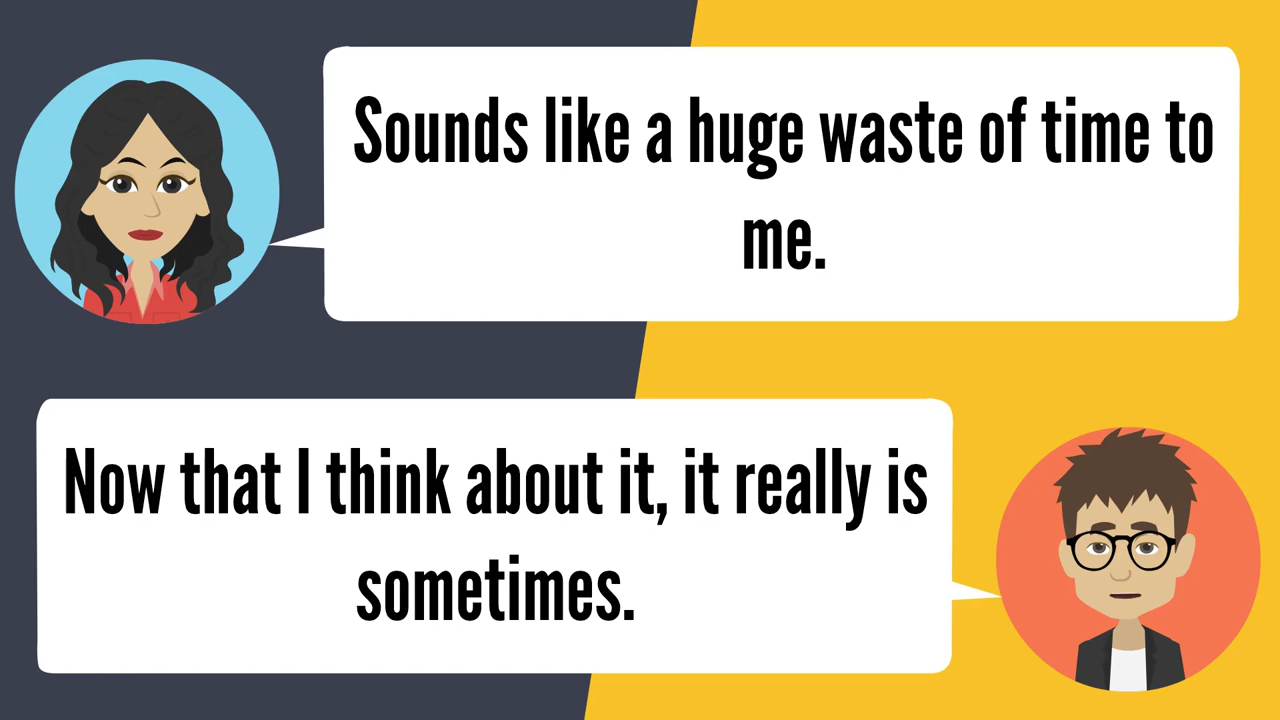 Sounds like a huge waste of time to
me.
Now that I think about it, it really is
sometimes.